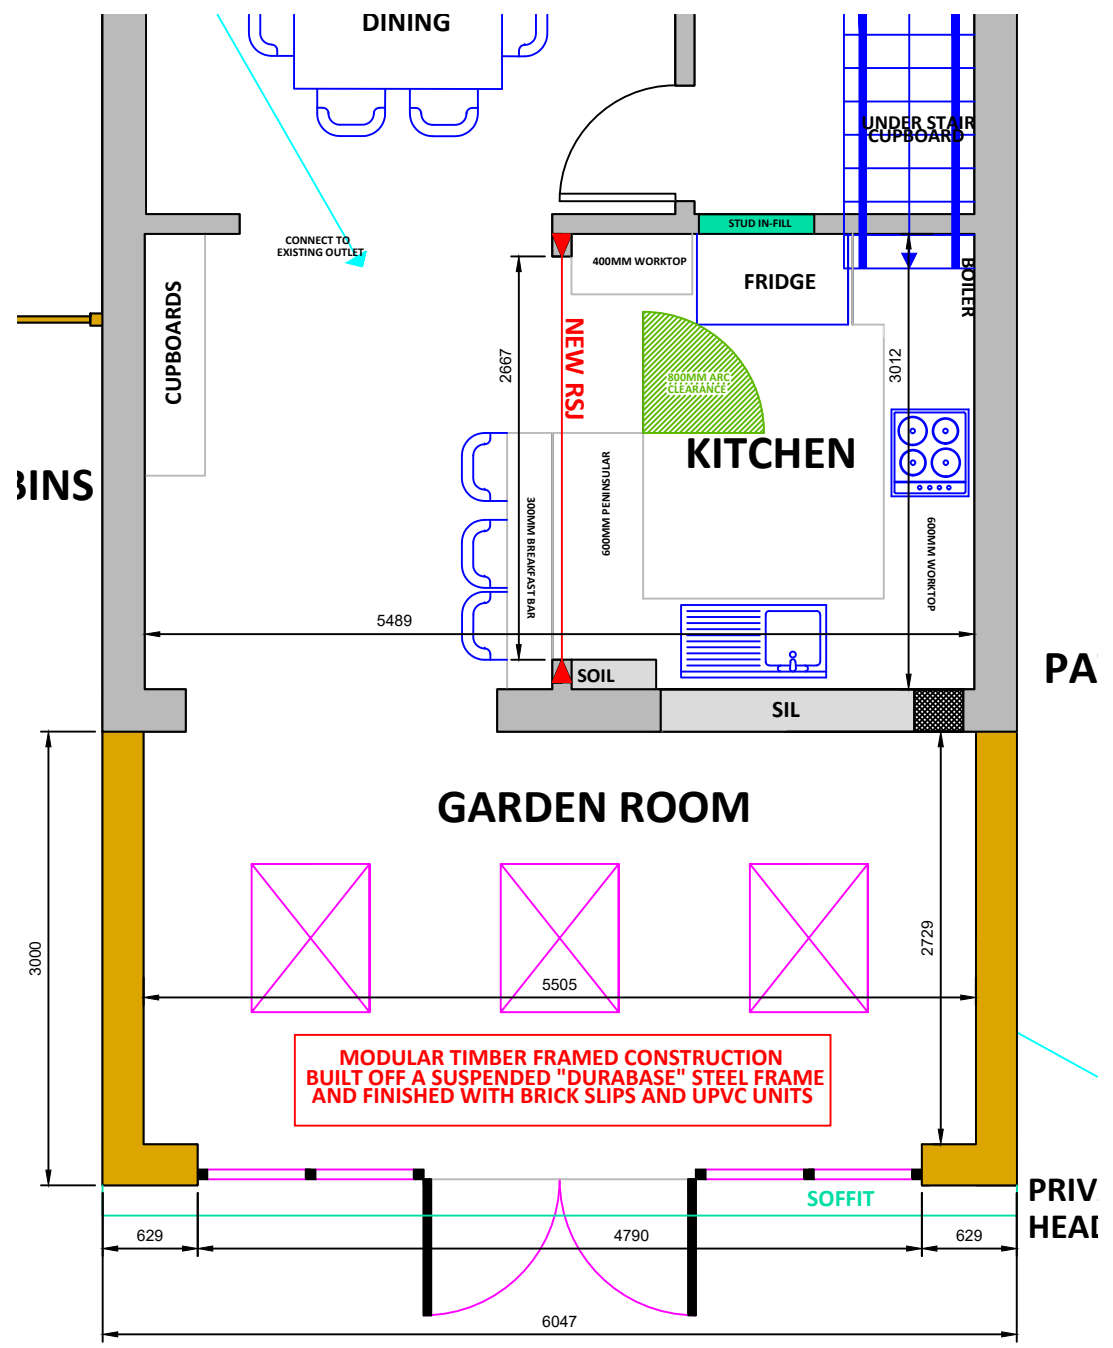 DINING
UNDER STAIR
CUPBOARD
STUD IN-FILL
CONNECT TO
EXISTING OUTLET
400MM WORKTOP
FRIDGE
BOILER
CUPBOARDS
NEW RSJ
2667
3012
800MM ARC
CLEARANCE
KITCHEN
BINS
300MM BREAKFAST BAR
600MM PENINSULAR
600MM WORKTOP
5489
SOIL
PA
SIL
GARDEN ROOM
3000
2729
5505
MODULAR TIMBER FRAMED CONSTRUCTION
BUILT OFF A SUSPENDED "DURABASE" STEEL FRAME
AND FINISHED WITH BRICK SLIPS AND UPVC UNITS
SOFFIT
PRIV
HEAD
629
4790
629
6047